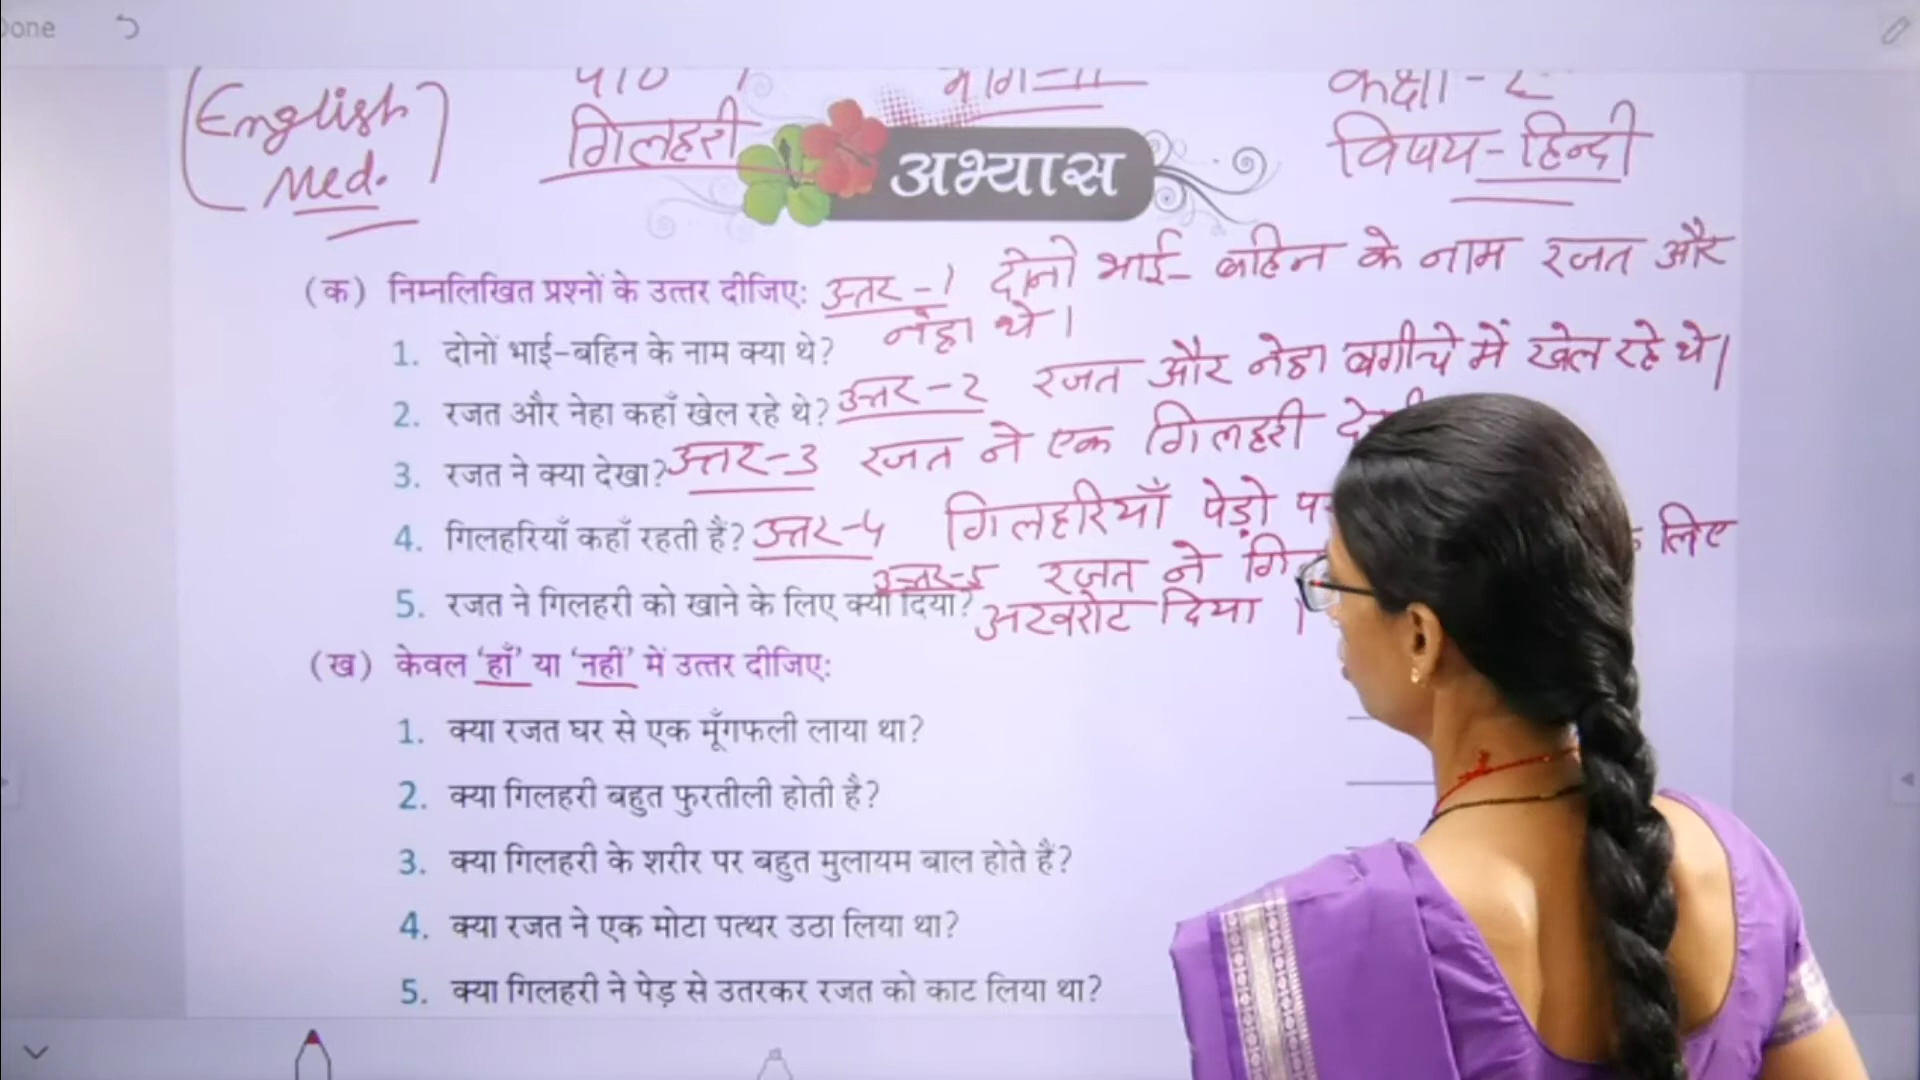 Done
(English Med.)
पाठ 1
गिलहरी
भाग-II
कक्षा -
विषय - हिन्दी
अभ्यास
(क) निम्नलिखित प्रश्नों के उत्तर दीजिए:
उत्तर -1 दोनो भाई- बहिन के नाम रजत और
नेहा थे।
1. दोनों भाई-बहिन के नाम क्या थे?
2. रजत और नेहा कहाँ खेल रहे थे? उत्तर -2 रजत और नेहा बगीचे में खेल रहे थे।
3. रजत ने क्या देखा? उत्तर -3 रजत ने एक गिलहरी
4. गिलहरियाँ कहाँ रहती हैं? उत्तर -4 गिलहरियाँ पेड़ो
उत्तर -5 रजत ने लिए
5. रजत ने गिलहरी को खाने के लिए क्या दिया? अखरोट दिया।
(ख) केवल ‘हाँ’ या ‘नहीं’ में उत्तर दीजिए:
1. क्या रजत घर से एक मूँगफली लाया था?
2. क्या गिलहरी बहुत फुरतीली होती है?
3. क्या गिलहरी के शरीर पर बहुत मुलायम बाल होते हैं?
4. क्या रजत ने एक मोटा पत्थर उठा लिया था?
5. क्या गिलहरी ने पेड़ से उतरकर रजत को काट लिया था?